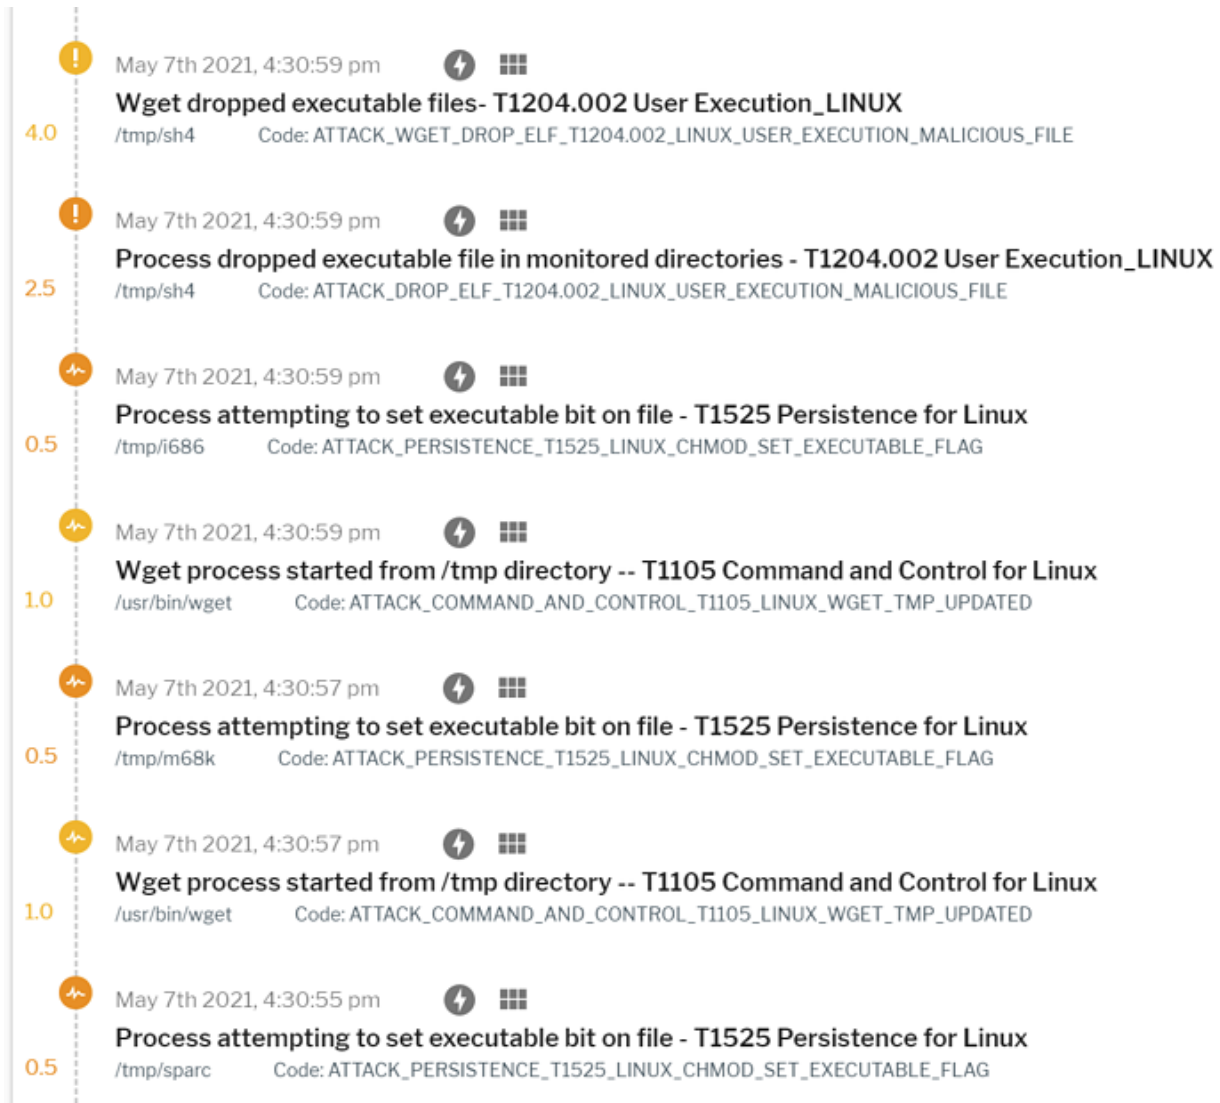 May 7th 2021, 4:30:59 pm
Wget dropped executable files- T1204.002 User Execution_LINUX
4.0 /tmp/sh4 Code: ATTACK_WGET_DROP_ELF_T1204.002_LINUX_USER_EXECUTION_MALICIOUS_FILE
May 7th 2021, 4:30:59 pm
Process dropped executable file in monitored directories - T1204.002 User Execution_LINUX
2.5 /tmp/sh4 Code: ATTACK_DROP_ELF_T1204.002_LINUX_USER_EXECUTION_MALICIOUS_FILE
May 7th 2021, 4:30:59 pm
Process attempting to set executable bit on file - T1525 Persistence for Linux
0.5 /tmp/i686 Code: ATTACK_PERSISTENCE_T1525_LINUX_CHMOD_SET_EXECUTABLE_FLAG
May 7th 2021, 4:30:59 pm
Wget process started from /tmp directory -- T1105 Command and Control for Linux
1.0 /usr/bin/wget Code: ATTACK_COMMAND_AND_CONTROL_T1105_LINUX_WGET_TMP_UPDATED
May 7th 2021, 4:30:57 pm
Process attempting to set executable bit on file - T1525 Persistence for Linux
0.5 /tmp/m68k Code: ATTACK_PERSISTENCE_T1525_LINUX_CHMOD_SET_EXECUTABLE_FLAG
May 7th 2021, 4:30:57 pm
Wget process started from /tmp directory -- T1105 Command and Control for Linux
1.0 /usr/bin/wget Code: ATTACK_COMMAND_AND_CONTROL_T1105_LINUX_WGET_TMP_UPDATED
May 7th 2021, 4:30:55 pm
Process attempting to set executable bit on file - T1525 Persistence for Linux
0.5 /tmp/sparc Code: ATTACK_PERSISTENCE_T1525_LINUX_CHMOD_SET_EXECUTABLE_FLAG